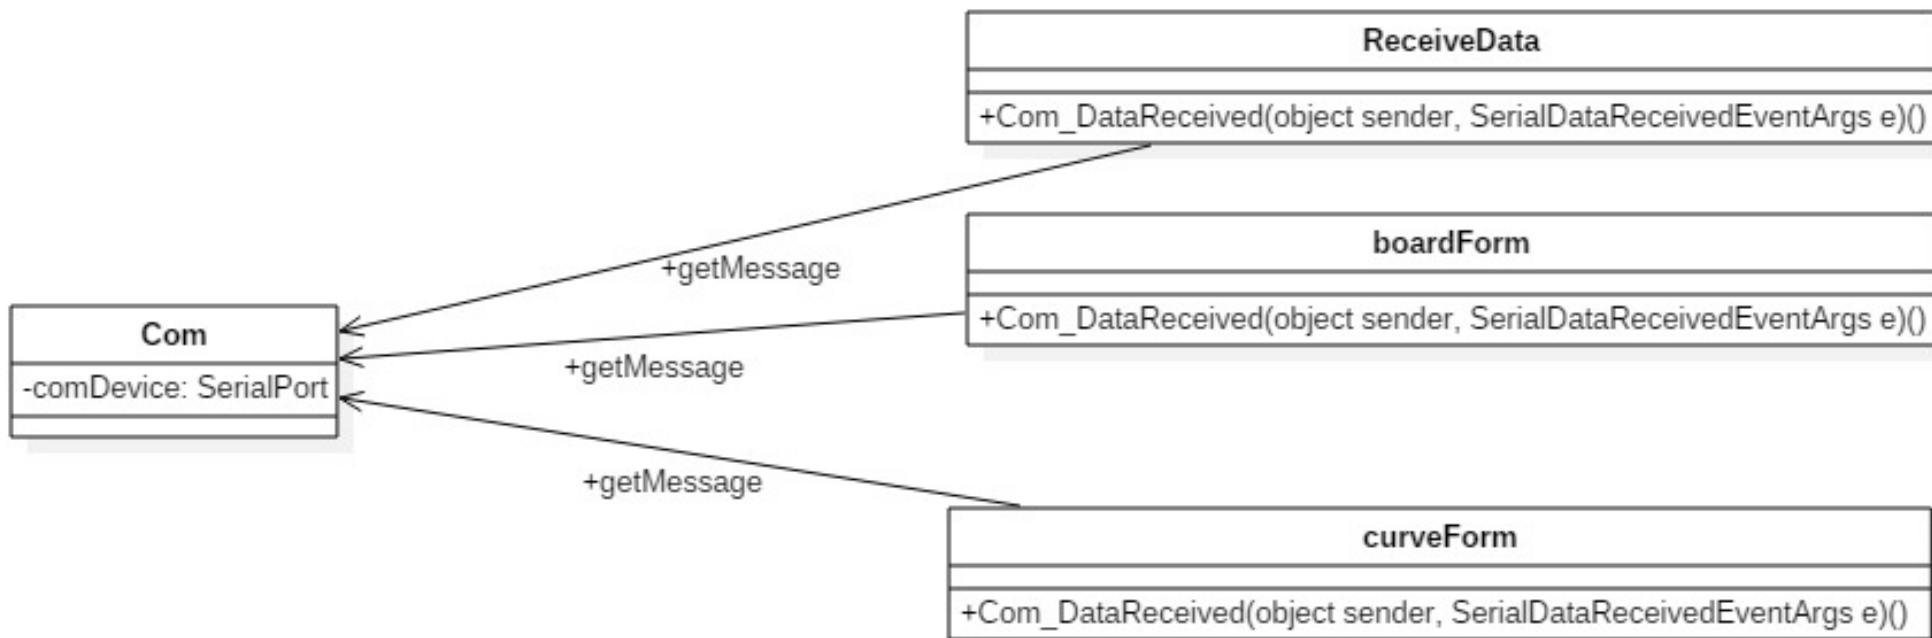 ReceiveData
+Com_DataReceived(object sender, SerialDataReceivedEventArgs e)()
+getMessage
boardForm
+Com_DataReceived(object sender, SerialDataReceivedEventArgs e)()
Com
-comDevice: SerialPort
+getMessage
+getMessage
curveForm
+Com_DataReceived(object sender, SerialDataReceivedEventArgs e)()